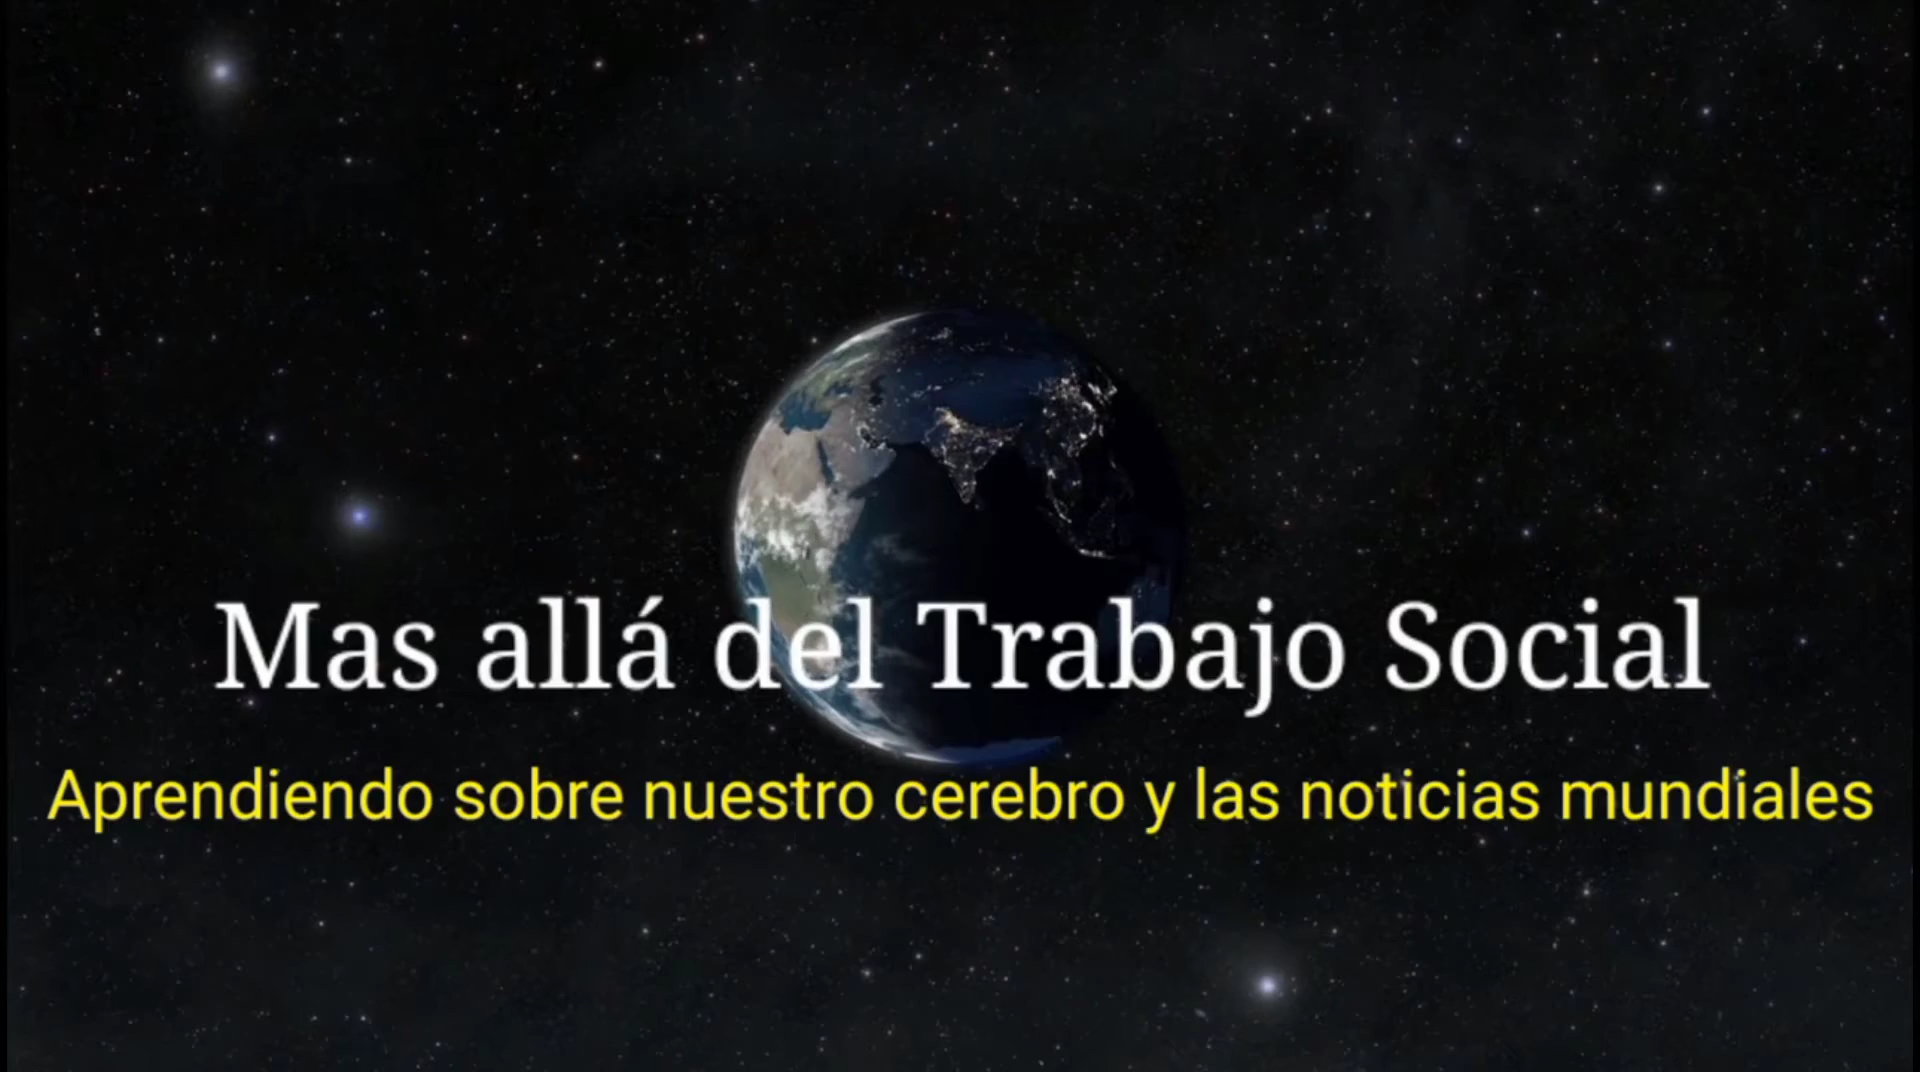 Mas allá del Trabajo Social
Aprendiendo sobre nuestro cerebro y las noticias mundiales